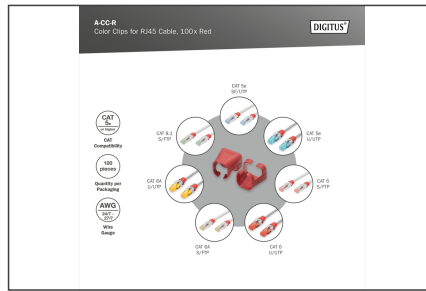 A-CC-R
Color Clips for RJ45 Cable, 100x Red
DIGITUS®
CAT
5e
or higher
CAT
Compatibility
100
pieces
Quantity per
Packaging
AWG
24/7 -
27/7
Wire
Gauge
CAT 5e
SF/UTP
CAT 5e
U/UTP
CAT 6
S/FTP
CAT 6
U/UTP
CAT 6A
S/FTP
CAT 6A
U/UTP
CAT 8.1
S/FTP